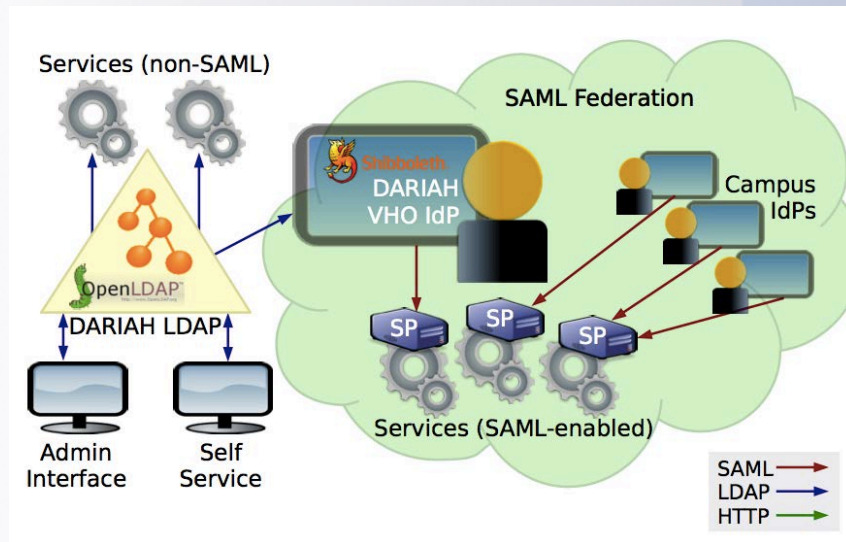 Services (non-SAML)
SAML Federation
Shibboleth.
DARIAH
VHO IdP
Campus
IdPs
OpenLDAP™
DARIAH LDAP
SP
SP
SP
Services (SAML-enabled)
Admin
Interface
Self
Service
SAML
LDAP
HTTP